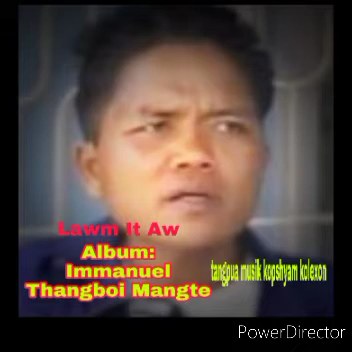 Lawm It Aw
Album:
Immanuel
Thangboi Mangte
tangpua musik kopshyam kolexon
PowerDirector